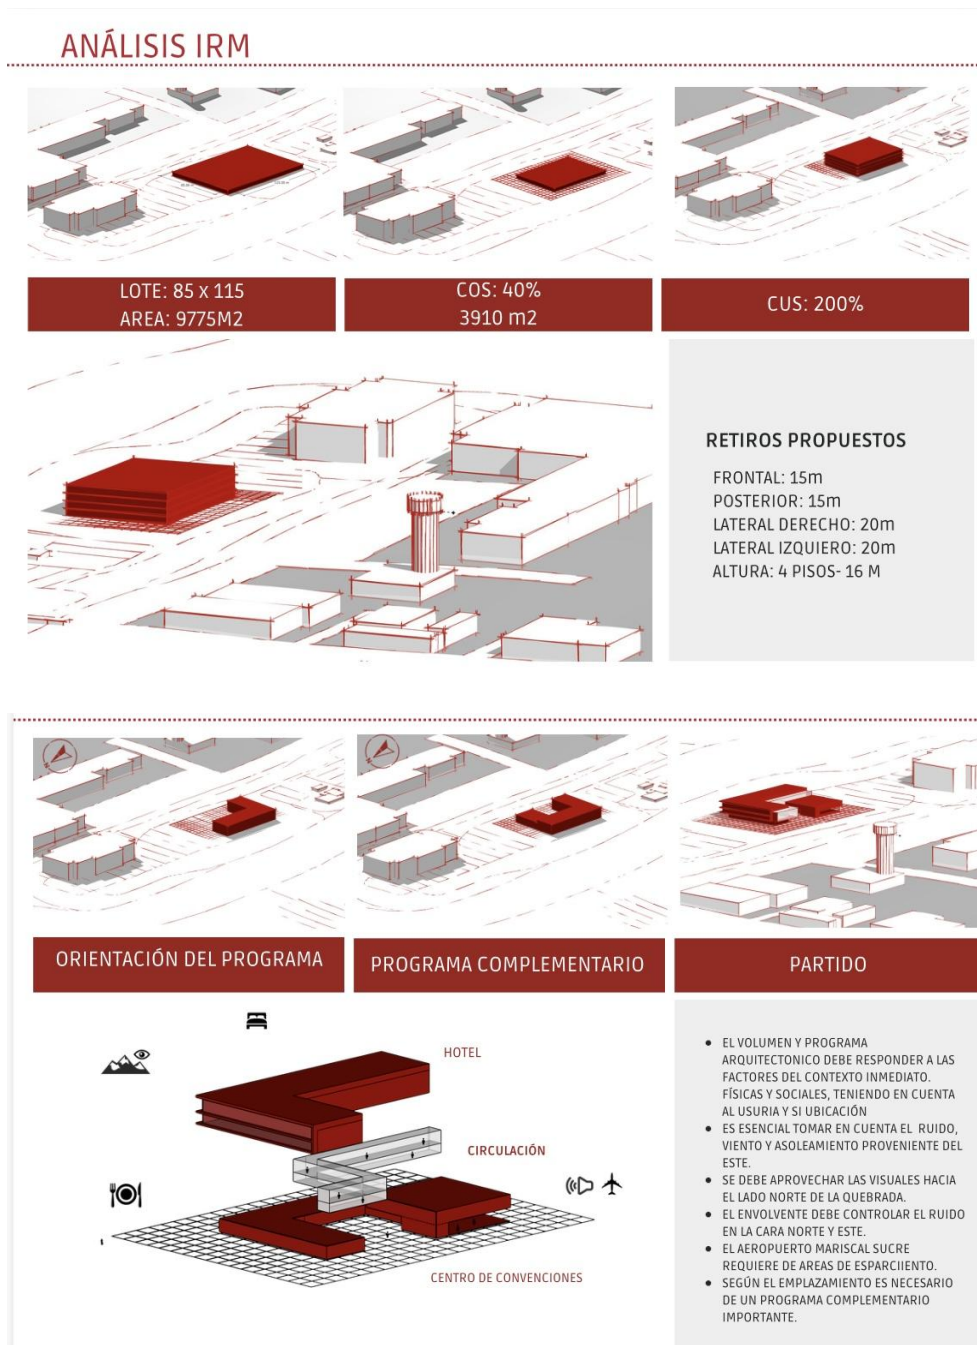 ANÁLISIS IRM
LOTE: 85 x 115
AREA: 9775M2
COS: 40%
3910 m2
CUS: 200%
RETIROS PROPUESTOS
FRONTAL: 15m
POSTERIOR: 15m
LATERAL DERECHO: 20m
LATERAL IZQUIERO: 20m
ALTURA: 4 PISOS- 16 M
ORIENTACIÓN DEL PROGRAMA
PROGRAMA COMPLEMENTARIO
PARTIDO
HOTEL
CIRCULACIÓN
CENTRO DE CONVENCIONES
EL VOLUMEN Y PROGRAMA
ARQUITECTONICO DEBE RESPONDER A LAS
FACTORES DEL CONTEXTO INMEDIATO.
FÍSICAS Y SOCIALES, TENIENDO EN CUENTA
AL USURIA Y SI UBICACIÓN
ES ESENCIAL TOMAR EN CUENTA EL RUIDO,
VIENTO Y ASOLEAMIENTO PROVENIENTE DEL
ESTE.
SE DEBE APROVECHAR LAS VISUALES HACIA
EL LADO NORTE DE LA QUEBRADA.
EL ENVOLVENTE DEBE CONTROLAR EL RUIDO
EN LA CARA NORTE Y ESTE.
EL AEROPUERTO MARISCAL SUCRE
REQUIERE DE AREAS DE ESPARCIIENTO.
SEGÚN EL EMPLAZAMIENTO ES NECESARIO
DE UN PROGRAMA COMPLEMENTARIO
IMPORTANTE.